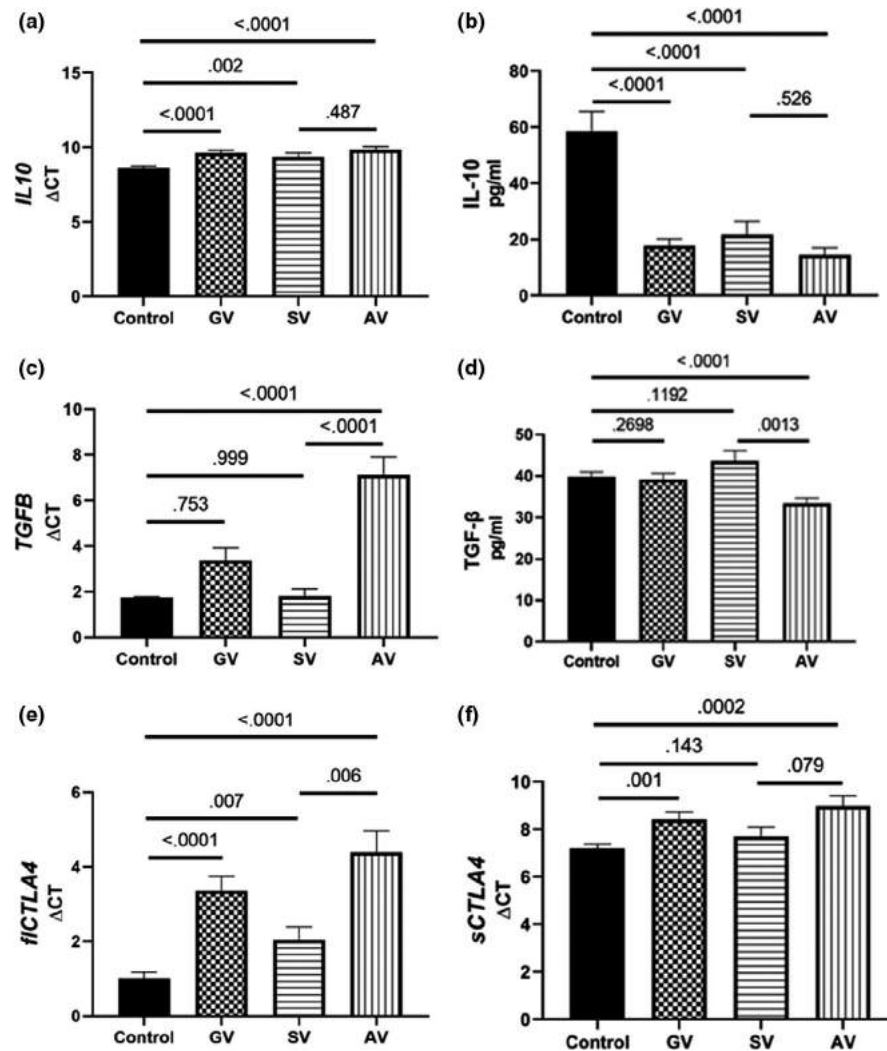 (a)
<.0001
.002
<.0001
.487
15
10
5
0
IL10
ΔCT
Control GV SV AV
(b)
<.0001
<.0001
<.0001
.526
80
60
40
20
0
IL-10
pg/ml
Control GV SV AV
(c)
<.0001
<.0001
.999
.753
10
8
6
4
2
0
TGFB
ΔCT
Control GV SV AV
(d)
<.0001
.1192
.2698 .0013
50
40
30
20
10
0
TGF-β
pg/ml
Control GV SV AV
(e)
<.0001
.006
.007
<.0001
6
4
2
0
flCTLA4
ΔCT
Control GV SV AV
(f)
.0002
.143
.079
.001
10
8
6
4
2
0
sCTLA4
ΔCT
Control GV SV AV